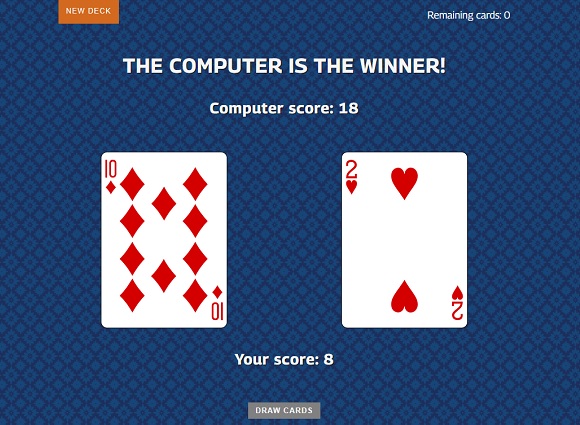 NEW DECK
Remaining cards: 0
THE COMPUTER IS THE WINNER!
Computer score: 18
10
2
10
2
Your score: 8
DRAW CARDS